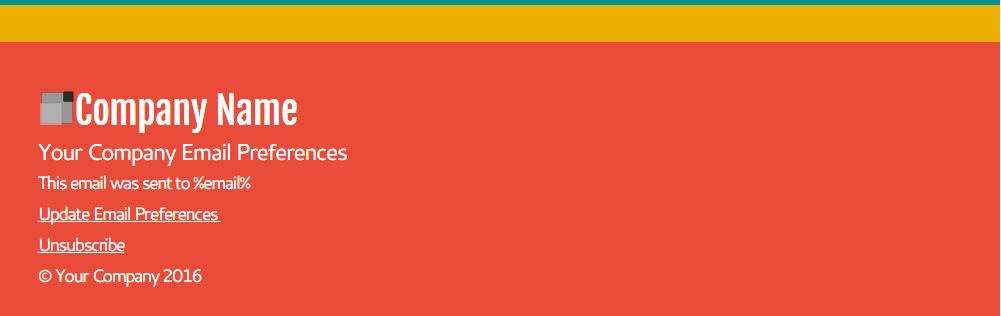 Company Name
Your Company Email Preferences
This email was sent to %email%
Update Email Preferences
Unsubscribe
© Your Company 2016